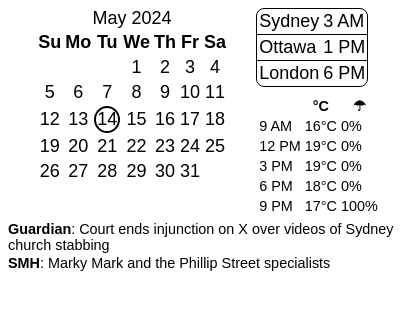 May 2024
Su Mo Tu We Th Fr Sa
1 2 3 4
5 6 7 8 9 10 11
12 13 14 15 16 17 18
19 20 21 22 23 24 25
26 27 28 29 30 31
Sydney 3 AM
Ottawa 1 PM
London 6 PM
°C ☂
9 AM 16°C 0%
12 PM 19°C 0%
3 PM 19°C 0%
6 PM 18°C 0%
9 PM 17°C 100%
Guardian: Court ends injunction on X over videos of Sydney
church stabbing
SMH: Marky Mark and the Phillip Street specialists